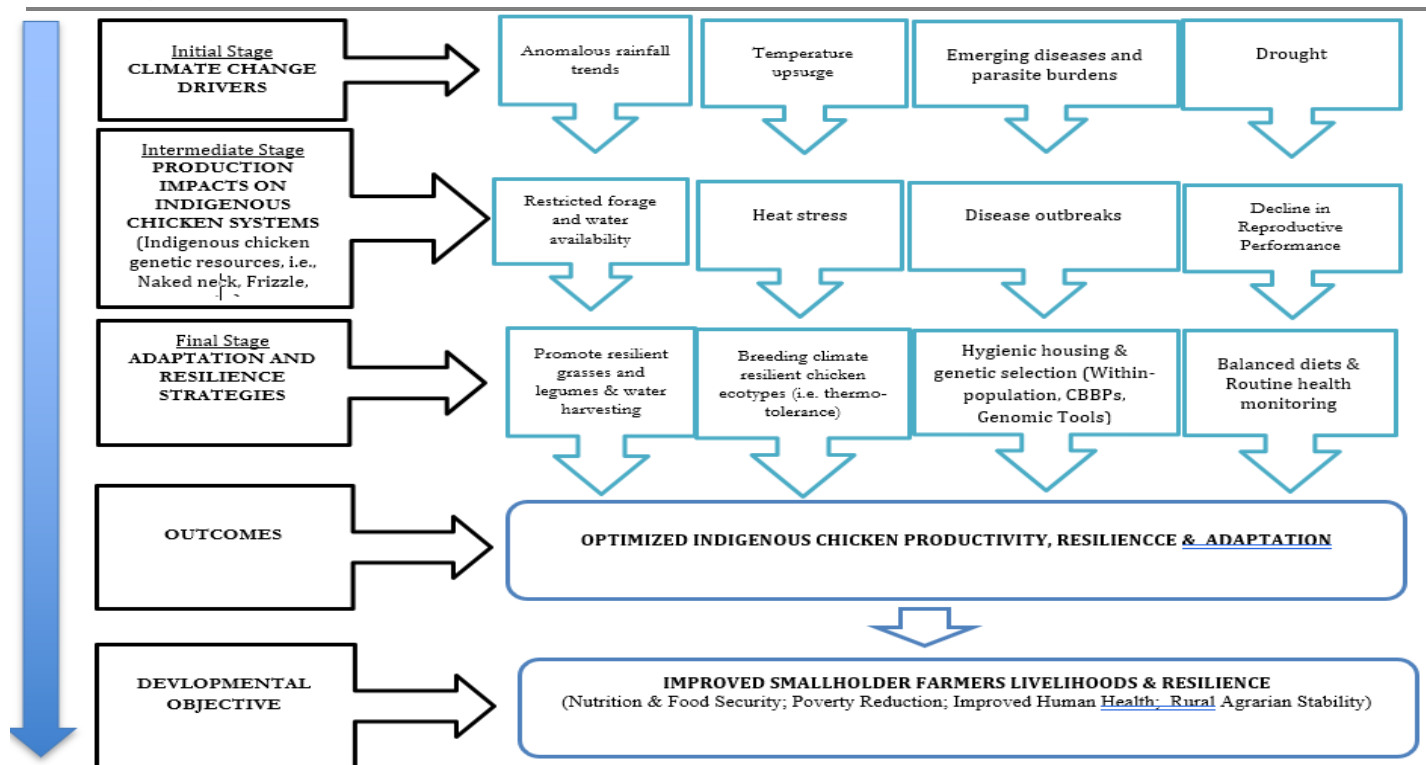 Initial Stage
CLIMATE CHANGE
DRIVERS
Anomalous rainfall
trends
Temperature
upsurge
Emerging diseases and
parasite burdens
Drought
Intermediate Stage
PRODUCTION
IMPACTS ON
INDIGENOUS
CHICKEN SYSTEMS
(Indigenous chicken
genetic resources, i.e.,
Naked neck, Frizzle,
Restricted forage
and water
availability
Heat stress
Disease outbreaks
Decline in
Reproductive
Performance
Final Stage
ADAPTATION AND
RESILIENCE
STRATEGIES
Promote resilient
grasses and
legumes & water
harvesting
Breeding climate
resilient chicken
ecotypes (i.e. thermo-
tolerance)
Hygienic housing &
genetic selection (Within-
population, CBBPs,
Genomic Tools)
Balanced diets &
Routine health
monitoring
OUTCOMES
OPTIMIZED INDIGENOUS CHICKEN PRODUCTIVITY, RESILIENCCE & ADAPTATION
DEVLOPMENTAL
OBJECTIVE
IMPROVED SMALLHOLDER FARMERS LIVELIHOODS & RESILIENCE
(Nutrition & Food Security; Poverty Reduction; Improved Human Health; Rural Agrarian Stability)